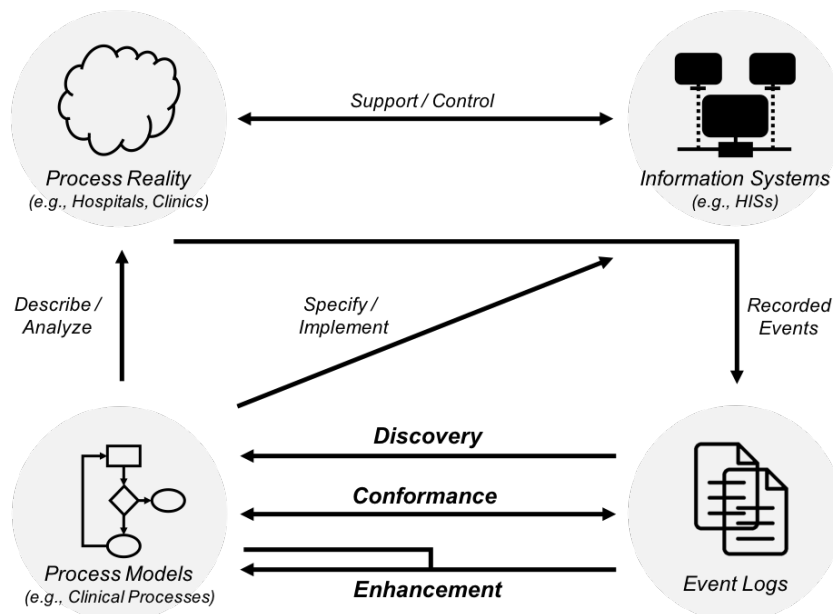 Support / Control
Process Reality
(e.g., Hospitals, Clinics)
Information Systems
(e.g., HISs)
Describe /
Analyze
Specify /
Implement
Recorded
Events
Discovery
Conformance
Enhancement
Process Models
(e.g., Clinical Processes)
Event Logs